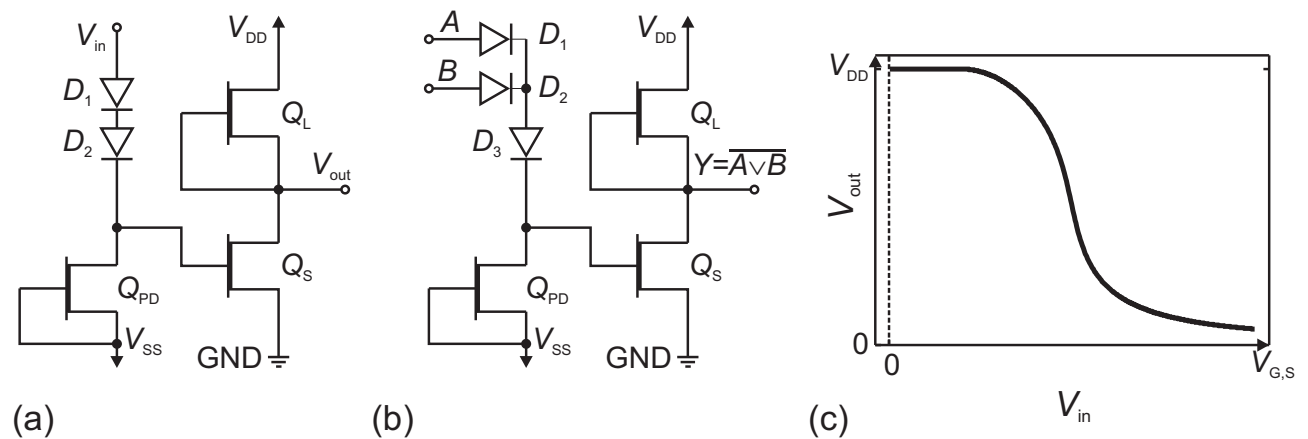 V_in
V_DD
D_1
Q_L
D_2
V_out
Q_S
Q_PD
V_SS
GND
(a)
A
D_1
V_DD
B
D_2
Q_L
D_3
Y=\overline{A∨B}
Q_S
Q_PD
V_SS
GND
(b)
V_DD
V_out
0
0
V_G,S
V_in
(c)